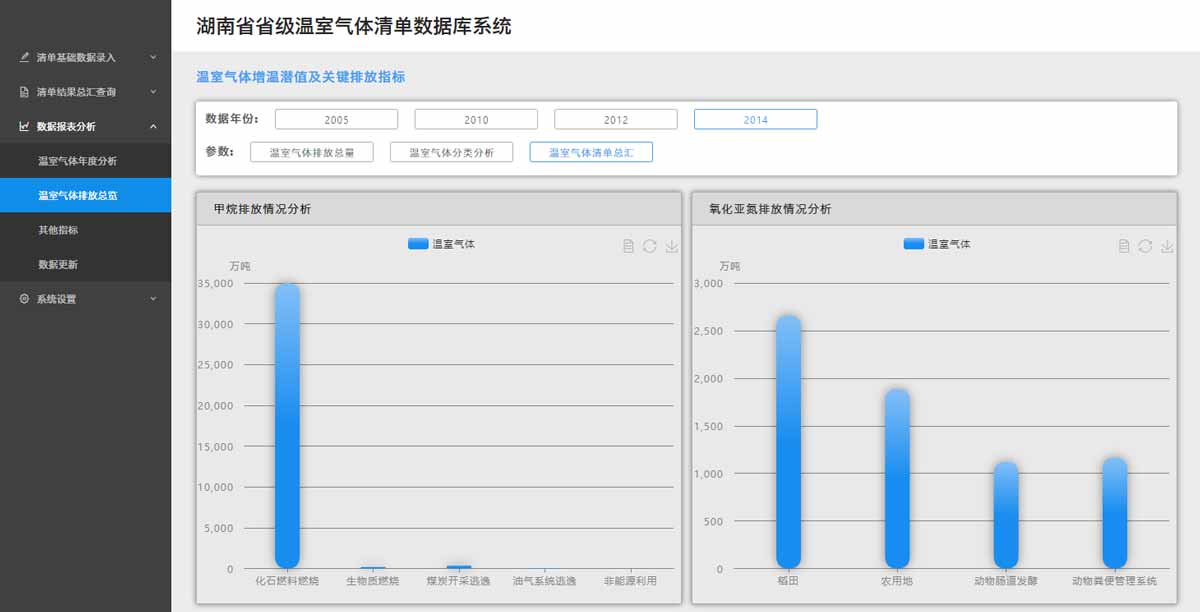 湖南省省级温室气体清单数据库系统
清单基础数据录入
清单结果总汇查询
数据报表分析
温室气体年度分析
温室气体排放总览
其他指标
数据更新
系统设置
温室气体增温潜值及关键排放指标
数据年份: 2005 2010 2012 2014
参数: 温室气体排放总量 温室气体分类分析 温室气体清单总汇
甲烷排放情况分析
温室气体
万吨
35,000
30,000
25,000
20,000
15,000
10,000
5,000
0
化石燃料燃烧 生物质燃烧 煤炭开采逃逸 油气系统逃逸 非能源利用
氧化亚氮排放情况分析
温室气体
万吨
3,000
2,500
2,000
1,500
1,000
500
0
稻田 农用地 动物肠道发酵 动物粪便管理系统